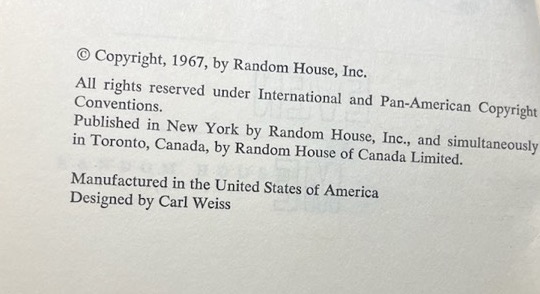 © Copyright, 1967, by Random House, Inc.
All rights reserved under International and Pan-American Copyright
Conventions.
Published in New York by Random House, Inc., and simultaneously
in Toronto, Canada, by Random House of Canada Limited.
Manufactured in the United States of America
Designed by Carl Weiss